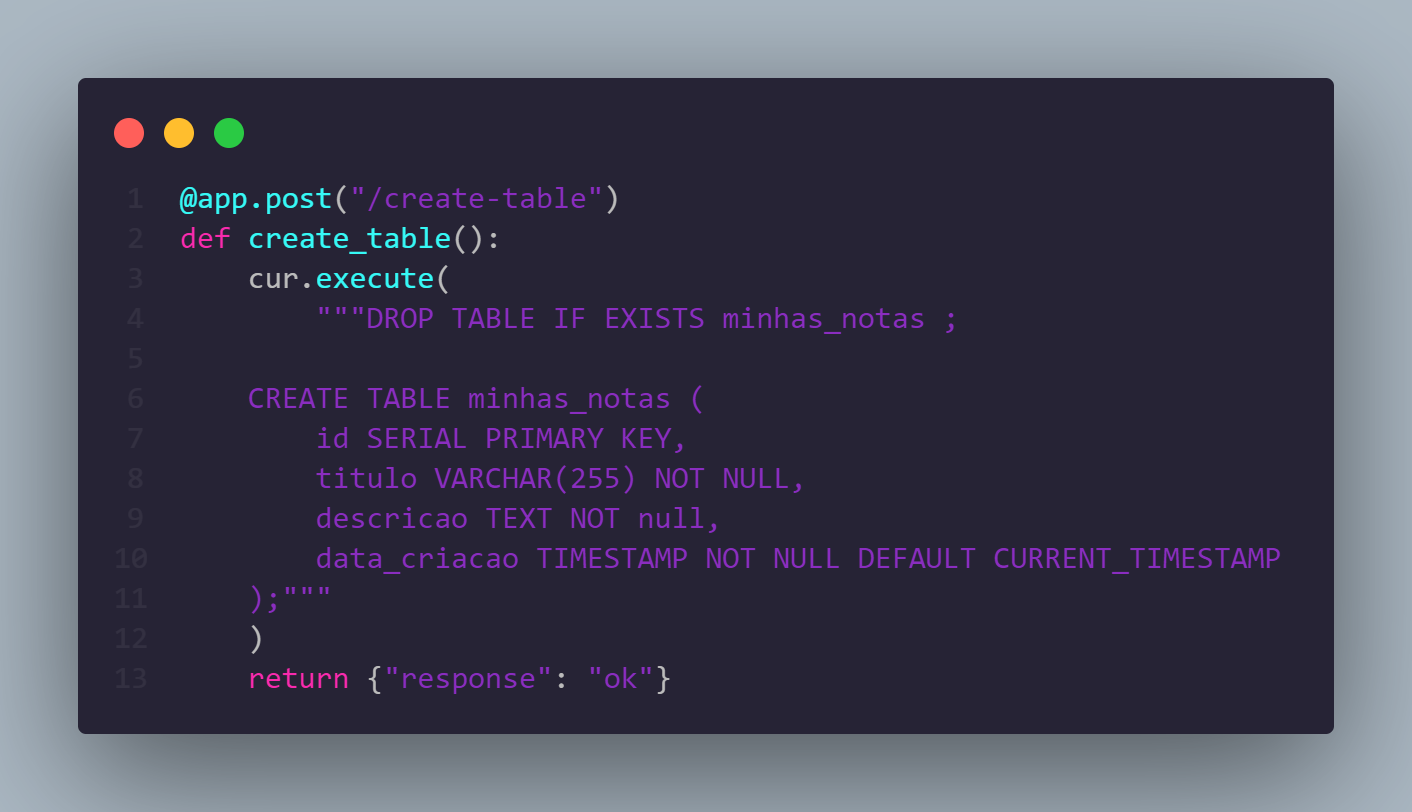 1 @app.post("/create-table")
2 def create_table():
3     cur.execute(
4         """DROP TABLE IF EXISTS minhas_notas ;
5
6     CREATE TABLE minhas_notas (
7         id SERIAL PRIMARY KEY,
8         titulo VARCHAR(255) NOT NULL,
9         descricao TEXT NOT null,
10         data_criacao TIMESTAMP NOT NULL DEFAULT CURRENT_TIMESTAMP
11     );"""
12     )
13     return {"response": "ok"}